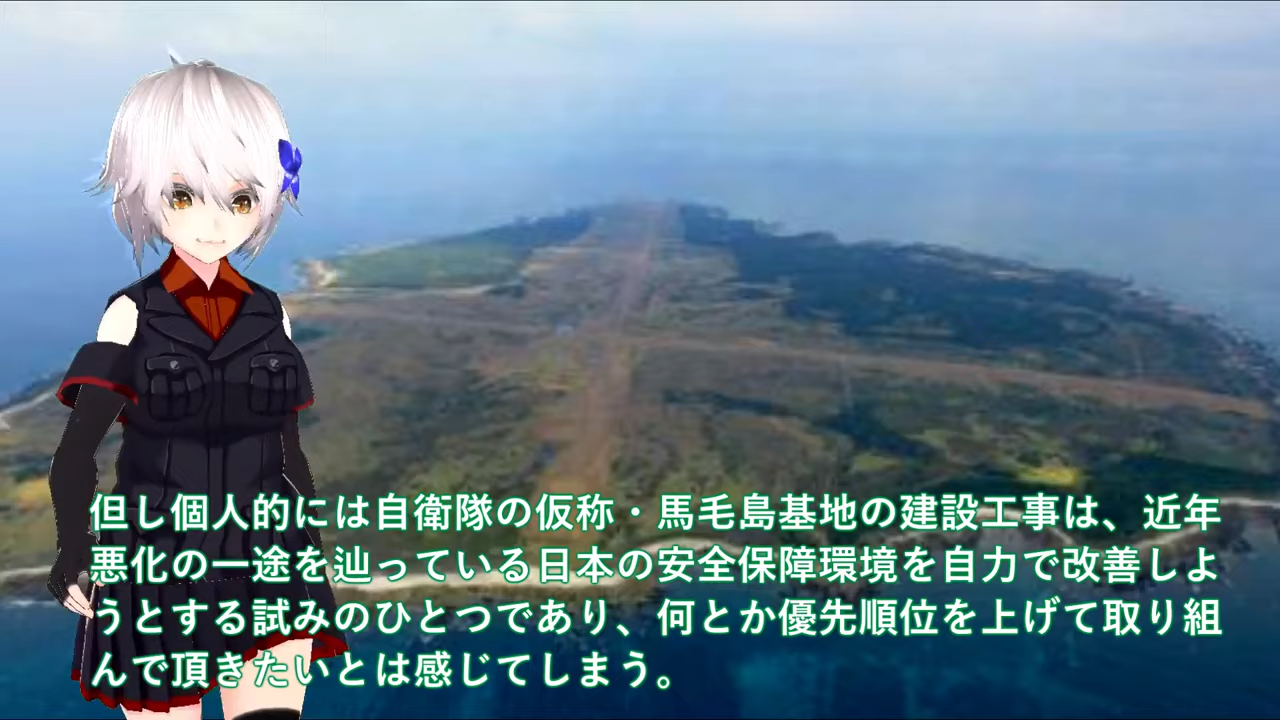 但し個人的には自衛隊の仮称・馬毛島基地の建設工事は、近年
悪化の一途を辿っている日本の安全保障環境を自力で改善しよ
うとする試みのひとつであり、何とか優先順位を上げて取り組
んで頂きたいとは感じてしまう。